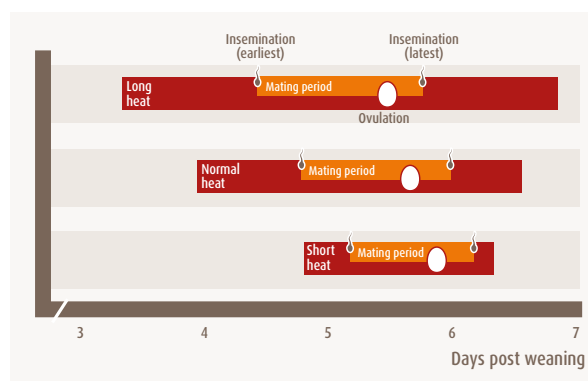 Insemination
(earliest)
Insemination
(latest)
Long
heat
Mating period
Ovulation
Normal
heat
Mating period
Short
heat
Mating period
3 4 5 6 7
Days post weaning